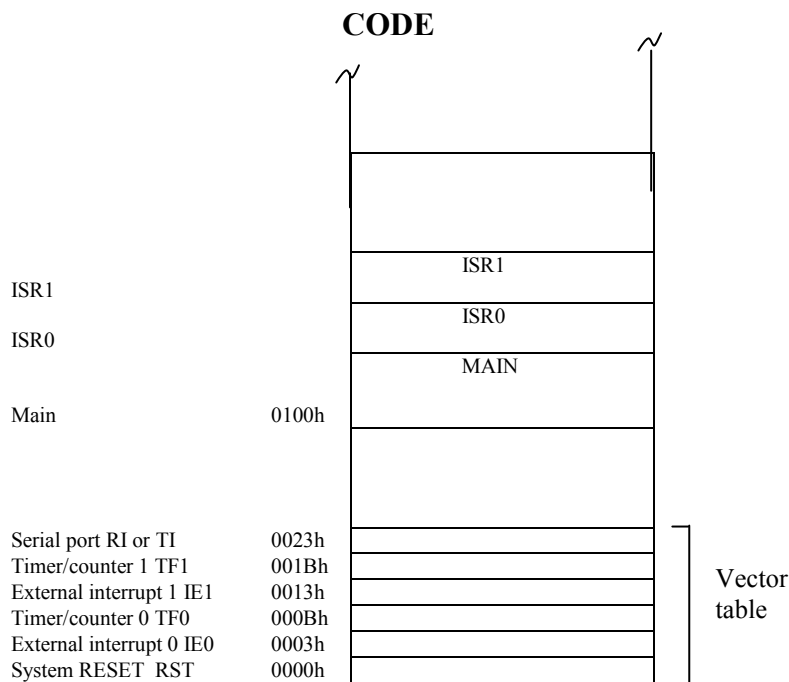 CODE
ISR1
ISR1
ISR0
ISR0
MAIN
Main 0100h
Serial port RI or TI 0023h
Timer/counter 1 TF1 001Bh
External interrupt 1 IE1 0013h
Timer/counter 0 TF0 000Bh
External interrupt 0 IE0 0003h
System RESET RST 0000h
Vector
table